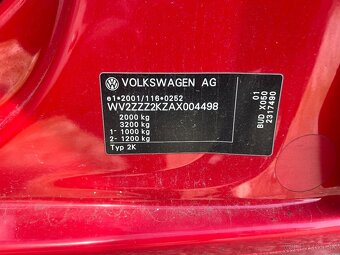 VOLKSWAGEN AG
e1*2001/116*0252
WV2ZZZ2KZAX004498
2000 kg
3200 kg
1- 1000 kg
2- 1200 kg
Typ 2K
01
BUD X050
2317490